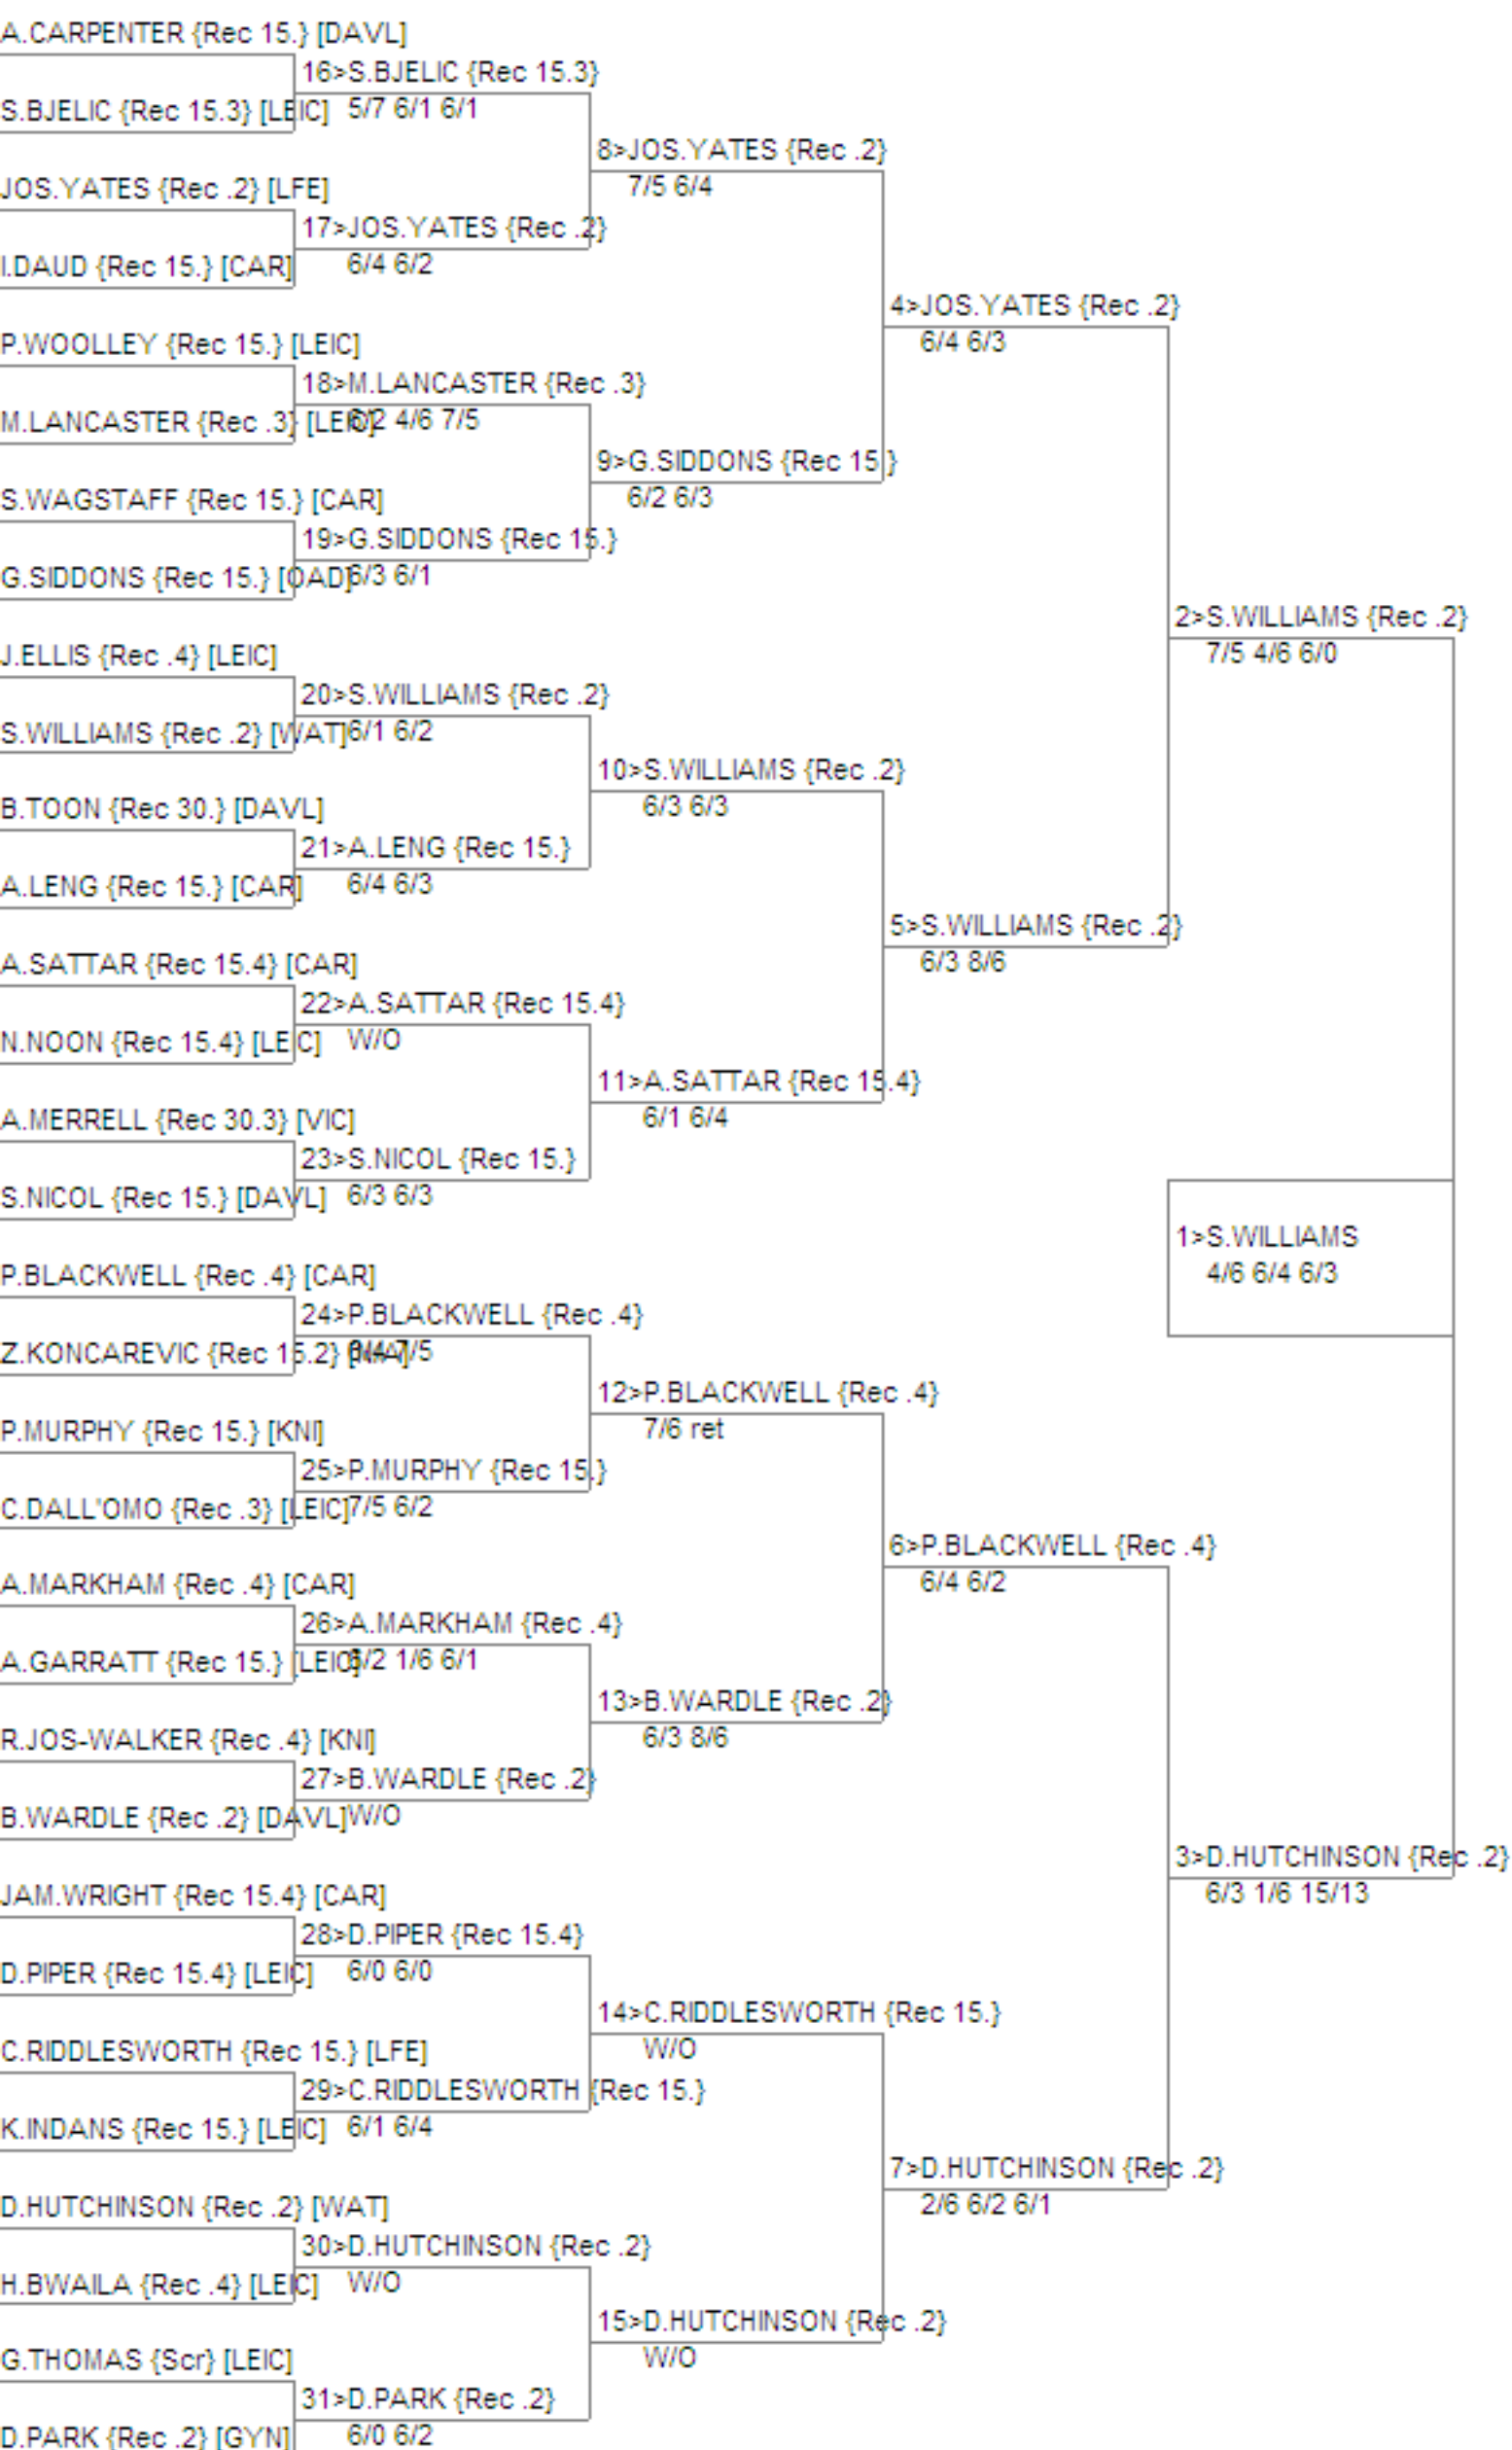 A.CARPENTER {Rec 15.} [DAVL]
16>S.BJELIC {Rec 15.3}
S.BJELIC {Rec 15.3} [LEIC]
5/7 6/1 6/1
8>JOS.YATES {Rec .2}
7/5 6/4
JOS.YATES {Rec .2} [LFE]
17>JOS.YATES {Rec .2}
I.DAUD {Rec 15.} [CAR]
6/4 6/2
4>JOS.YATES {Rec .2}
6/4 6/3
P.WOOLLEY {Rec 15.} [LEIC]
18>M.LANCASTER {Rec .3}
M.LANCASTER {Rec .3} [LEIC]
6/2 4/6 7/5
9>G.SIDDONS {Rec 15.}
6/2 6/3
S.WAGSTAFF {Rec 15.} [CAR]
19>G.SIDDONS {Rec 15.}
G.SIDDONS {Rec 15.} [OAD]
6/3 6/1
2>S.WILLIAMS {Rec .2}
7/5 4/6 6/0
J.ELLIS {Rec .4} [LEIC]
20>S.WILLIAMS {Rec .2}
S.WILLIAMS {Rec .2} [WAT]
6/1 6/2
10>S.WILLIAMS {Rec .2}
6/3 6/3
B.TOON {Rec 30.} [DAVL]
21>A.LENG {Rec 15.}
A.LENG {Rec 15.} [CAR]
6/4 6/3
5>S.WILLIAMS {Rec .2}
6/3 8/6
A.SATTAR {Rec 15.4} [CAR]
22>A.SATTAR {Rec 15.4}
N.NOON {Rec 15.4} [LEIC]
W/O
11>A.SATTAR {Rec 15.4}
6/1 6/4
A.MERRELL {Rec 30.3} [VIC]
23>S.NICOL {Rec 15.}
S.NICOL {Rec 15.} [DAVL]
6/3 6/3
1>S.WILLIAMS
4/6 6/4 6/3
P.BLACKWELL {Rec .4} [CAR]
24>P.BLACKWELL {Rec .4}
Z.KONCAREVIC {Rec 15.2}
7/5
12>P.BLACKWELL {Rec .4}
7/6 ret
P.MURPHY {Rec 15.} [KNI]
25>P.MURPHY {Rec 15.}
C.DALL'OMO {Rec .3} [LEIC]
7/5 6/2
6>P.BLACKWELL {Rec .4}
6/4 6/2
A.MARKHAM {Rec .4} [CAR]
26>A.MARKHAM {Rec .4}
A.GARRATT {Rec 15.} [LEIC]
6/2 1/6 6/1
13>B.WARDLE {Rec .2}
6/3 8/6
R.JOS-WALKER {Rec .4} [KNI]
27>B.WARDLE {Rec .2}
B.WARDLE {Rec .2} [DAVL]
W/O
3>D.HUTCHINSON {Rec .2}
6/3 1/6 15/13
JAM.WRIGHT {Rec 15.4} [CAR]
28>D.PIPER {Rec 15.4}
D.PIPER {Rec 15.4} [LEIC]
6/0 6/0
14>C.RIDDLESWORTH {Rec 15.}
W/O
C.RIDDLESWORTH {Rec 15.} [LFE]
29>C.RIDDLESWORTH {Rec 15.}
K.INDANS {Rec 15.} [LEIC]
6/1 6/4
7>D.HUTCHINSON {Rec .2}
2/6 6/2 6/1
D.HUTCHINSON {Rec .2} [WAT]
30>D.HUTCHINSON {Rec .2}
H.BWAILA {Rec .4} [LEIC]
W/O
15>D.HUTCHINSON {Rec .2}
W/O
G.THOMAS {Scr} [LEIC]
31>D.PARK {Rec .2}
D.PARK {Rec .2} [GYN]
6/0 6/2